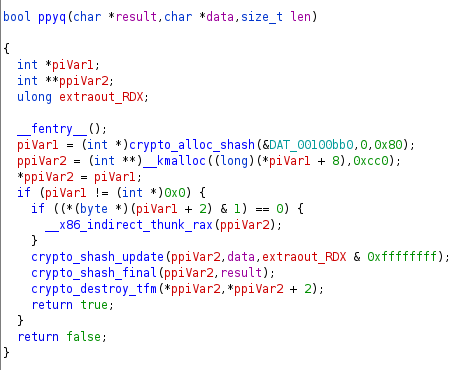 bool ppyq(char *result,char *data,size_t len)
{
int *piVar1;
int **ppiVar2;
ulong extraout_RDX;
__fentry__();
piVar1 = (int *)crypto_alloc_shash(&DAT_00100bb0,0,0x80);
ppiVar2 = (int **)__kmalloc((long)(*piVar1 + 8),0xcc0);
*ppiVar2 = piVar1;
if (piVar1 != (int *)0x0) {
if ((*(byte *)(piVar1 + 2) & 1) == 0) {
__x86_indirect_thunk_rax(ppiVar2);
}
crypto_shash_update(ppiVar2,data,extraout_RDX & 0xffffffff);
crypto_shash_final(ppiVar2,result);
crypto_destroy_tfm(*ppiVar2,*ppiVar2 + 2);
return true;
}
return false;
}